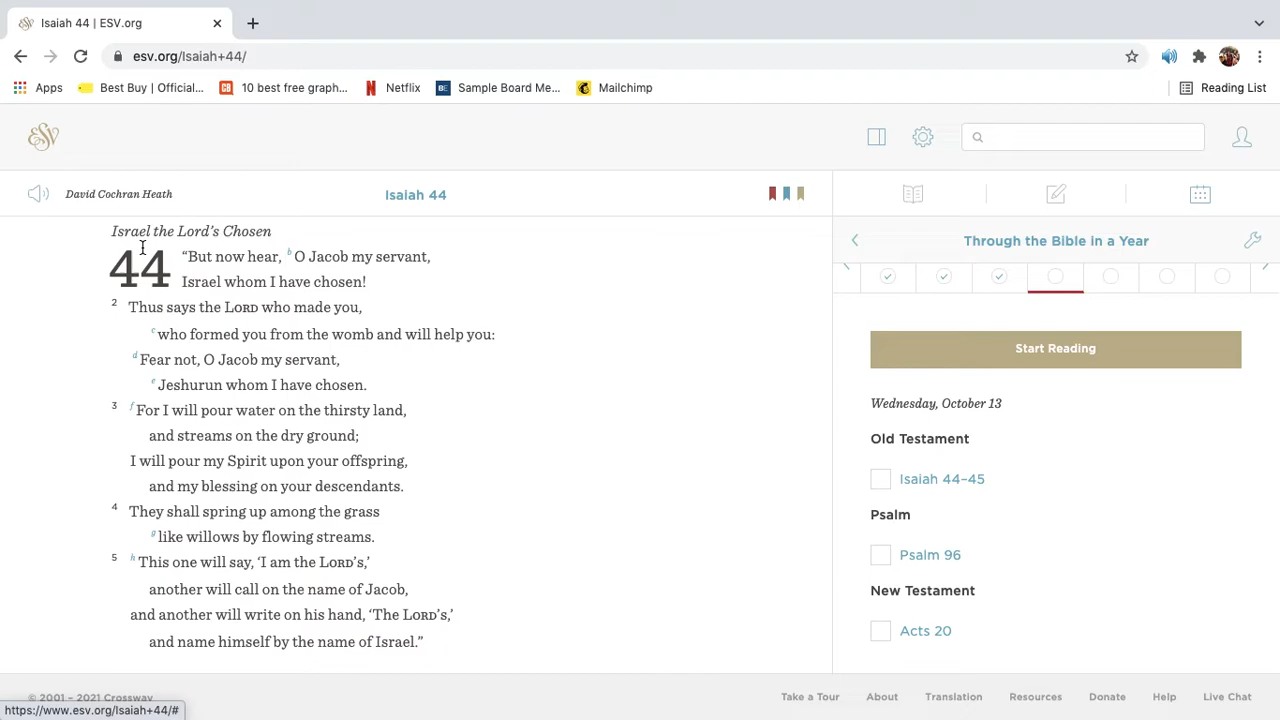 Isaiah 44 | ESV.org
esv.org/Isaiah+44/
Apps
Best Buy | Official...
10 best free graph...
Netflix
Sample Board Me...
Mailchimp
Reading List
ESV
David Cochran Heath
Isaiah 44
Israel the Lord’s Chosen
44 “But now hear, b O Jacob my servant,
Israel whom I have chosen!
2 Thus says the LORD who made you,
c who formed you from the womb and will help you:
d Fear not, O Jacob my servant,
e Jeshurun whom I have chosen.
3 f For I will pour water on the thirsty land,
and streams on the dry ground;
I will pour my Spirit upon your offspring,
and my blessing on your descendants.
4 They shall spring up among the grass
g like willows by flowing streams.
5 h This one will say, ‘I am the LORD’s,’
another will call on the name of Jacob,
and another will write on his hand, ‘The LORD’s,’
and name himself by the name of Israel.”
Through the Bible in a Year
Start Reading
Wednesday, October 13
Old Testament
Isaiah 44–45
Psalm
Psalm 96
New Testament
Acts 20
© 2001 – 2021 Crossway
Take a Tour
About
Translation
Resources
Donate
Help
Live Chat
https://www.esv.org/Isaiah+44/#